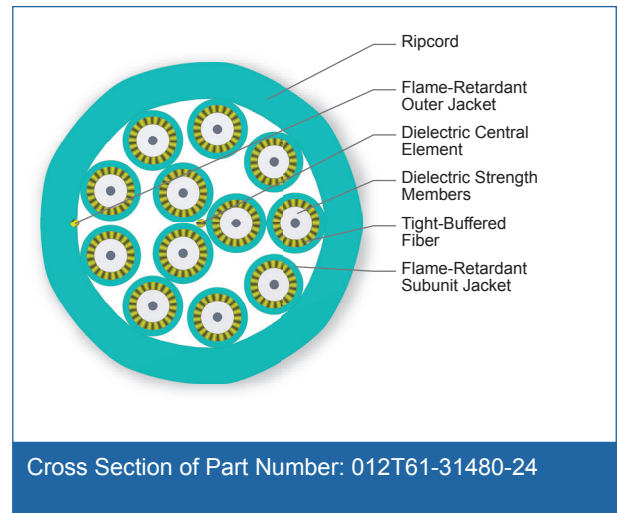 Ripcord
Flame-Retardant
Outer Jacket
Dielectric Central
Element
Dielectric Strength
Members
Tight-Buffered
Fiber
Flame-Retardant
Subunit Jacket
Cross Section of Part Number: 012T61-31480-24